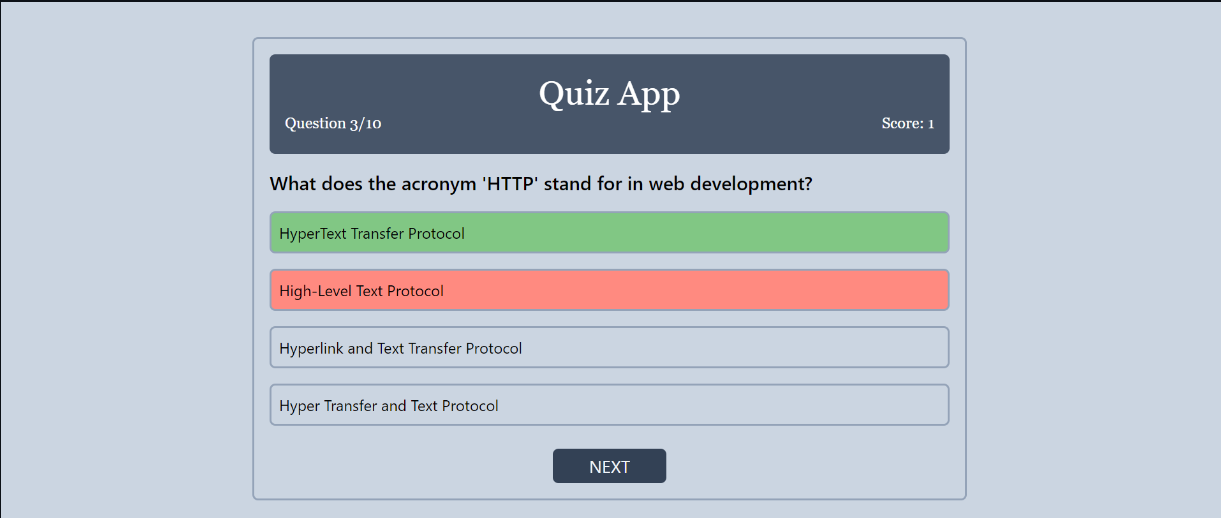 Quiz App
Question 3/10
Score: 1
What does the acronym 'HTTP' stand for in web development?
HyperText Transfer Protocol
High-Level Text Protocol
Hyperlink and Text Transfer Protocol
Hyper Transfer and Text Protocol
NEXT